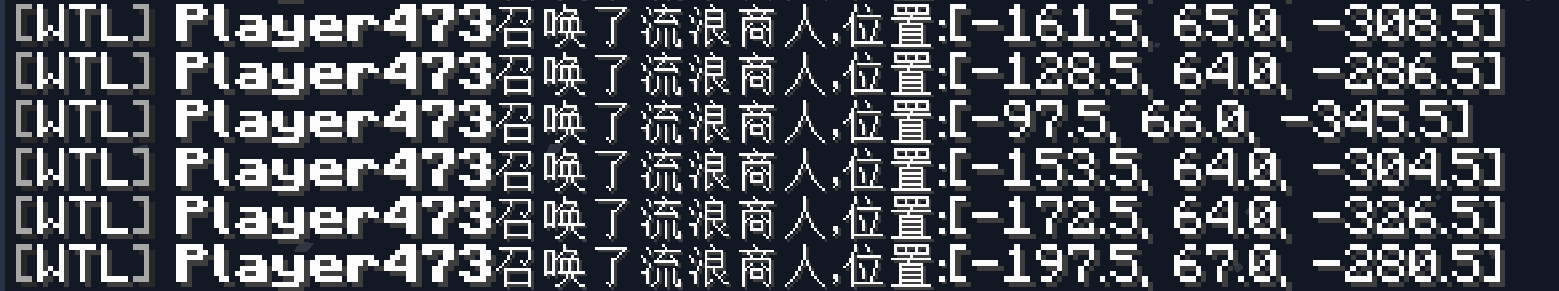 [WTL] Player473召唤了流浪商人,位置:[-161.5, 65.0, -308.5]
[WTL] Player473召唤了流浪商人,位置:[-128.5, 64.0, -286.5]
[WTL] Player473召唤了流浪商人,位置:[-97.5, 66.0, -345.5]
[WTL] Player473召唤了流浪商人,位置:[-153.5, 64.0, -304.5]
[WTL] Player473召唤了流浪商人,位置:[-172.5, 64.0, -326.5]
[WTL] Player473召唤了流浪商人,位置:[-197.5, 67.0, -280.5]